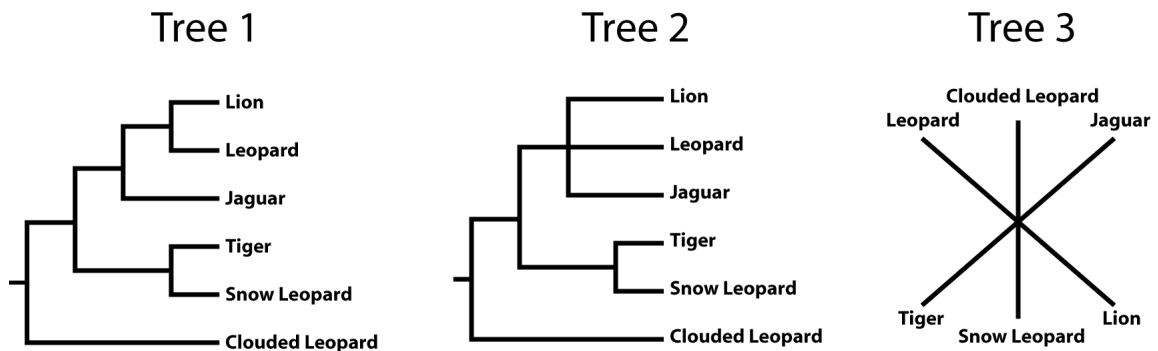 Tree 1
Lion
Leopard
Jaguar
Tiger
Snow Leopard
Clouded Leopard
Tree 2
Lion
Leopard
Jaguar
Tiger
Snow Leopard
Clouded Leopard
Tree 3
Clouded Leopard
Leopard
Jaguar
Tiger
Lion
Snow Leopard